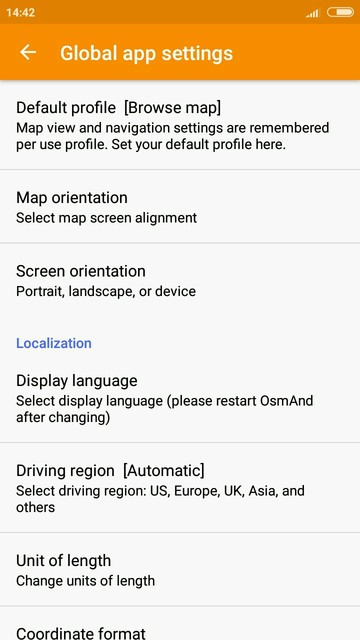 14:42
Global app settings
Default profile  [Browse map]
Map view and navigation settings are remembered
per use profile. Set your default profile here.
Map orientation
Select map screen alignment
Screen orientation
Portrait, landscape, or device
Localization
Display language
Select display language (please restart OsmAnd
after changing)
Driving region  [Automatic]
Select driving region: US, Europe, UK, Asia, and
others
Unit of length
Change units of length
Coordinate format